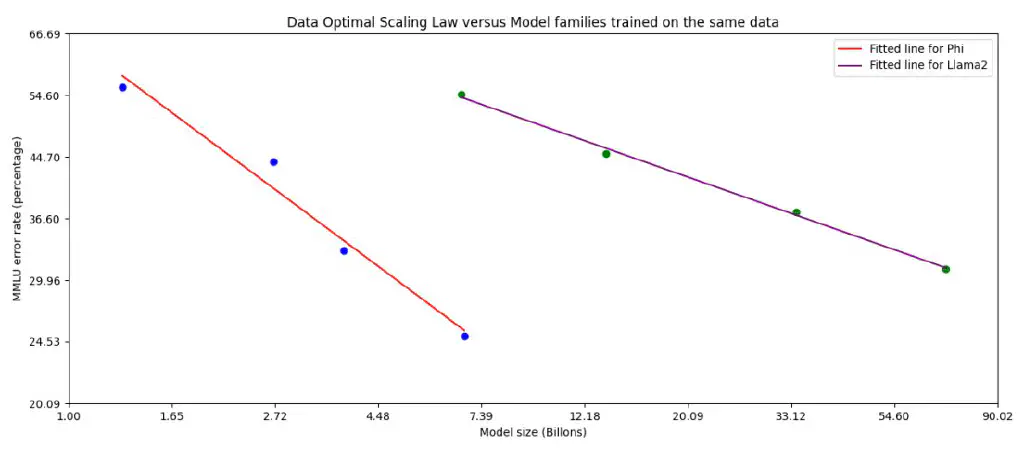 Data Optimal Scaling Law versus Model families trained on the same data
Fitted line for Phi
Fitted line for Llama2
MMLU error rate (percentage)
66.69
54.60
44.70
36.60
29.96
24.53
20.09
1.00 1.65 2.72 4.48 7.39 12.18 20.09 33.12 54.60 90.02
Model size (Billons)